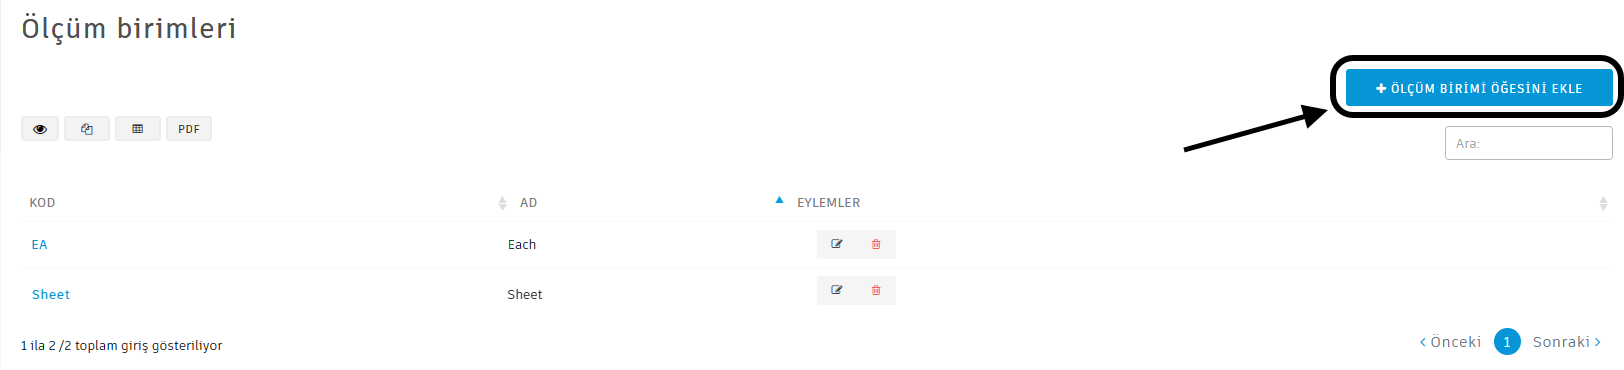 Ölçüm birimleri
ÖLÇÜM BİRİMİ ÖĞESİNİ EKLE
PDF
Ara:
KOD AD EYLEMLER
EA Each
Sheet Sheet
1 ila 2 /2 toplam giriş gösteriliyor
Önceki 1 Sonraki